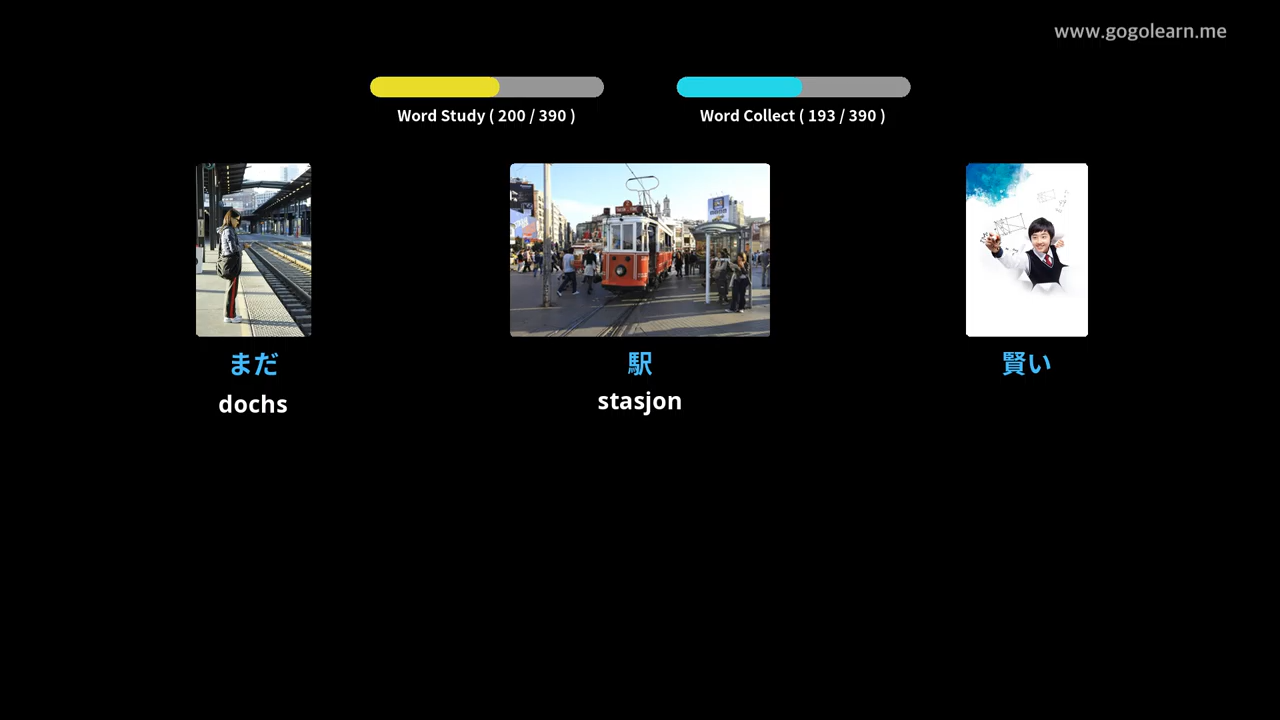 www.gogolearn.me
Word Study ( 200 / 390 )
Word Collect ( 193 / 390 )
まだ
駅
賢い
dochs
stasjon